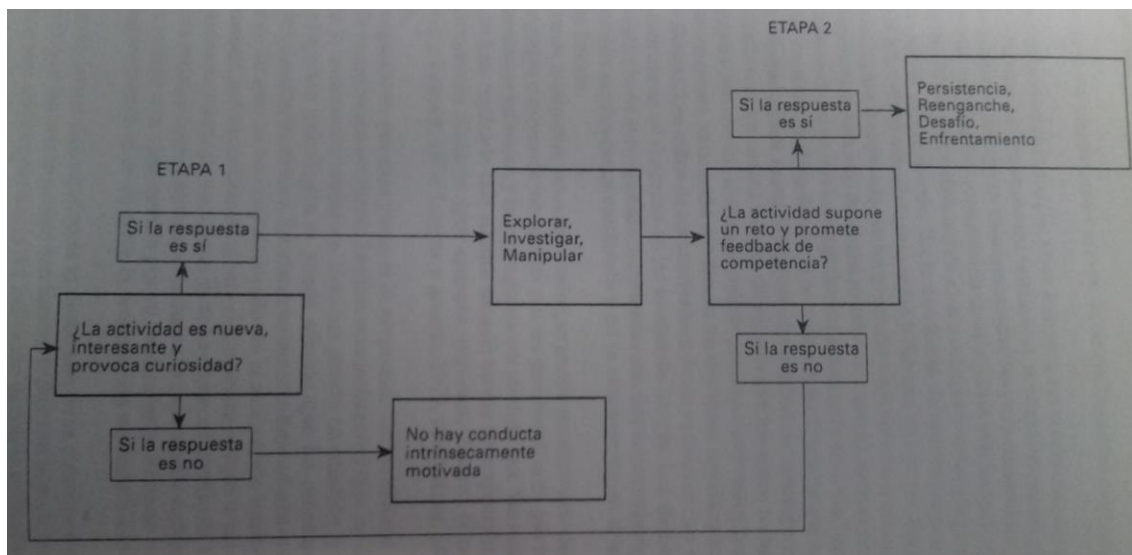 ETAPA 1
Si la respuesta
es sí
¿La actividad es nueva,
interesante y
provoca curiosidad?
Si la respuesta
es no
No hay conducta
intrínsecamente
motivada
Explorar,
Investigar,
Manipular
ETAPA 2
Si la respuesta
es sí
Persistencia,
Reenganche,
Desafío,
Enfrentamiento
¿La actividad supone
un reto y promete
feedback de
competencia?
Si la respuesta
es no